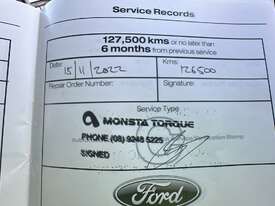 Service Records
127,500 kms or no later than
6 months from previous service
Date: 15/11/2022 Kms: 126500
Repair Order Number: Signature:
Service Type
MONSTA TORQUE
PHONE (08) 9248 5225
SIGNED
Ford